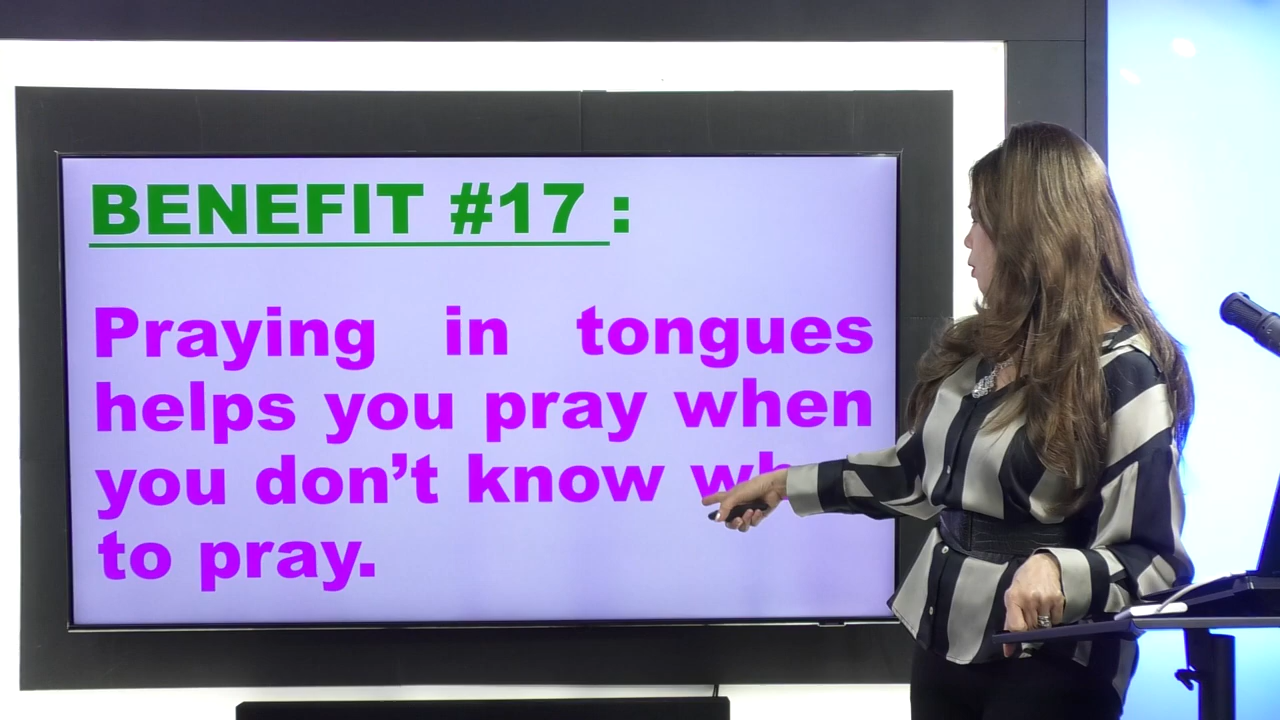 BENEFIT #17 :
Praying in tongues
helps you pray when
you don’t know
to pray.